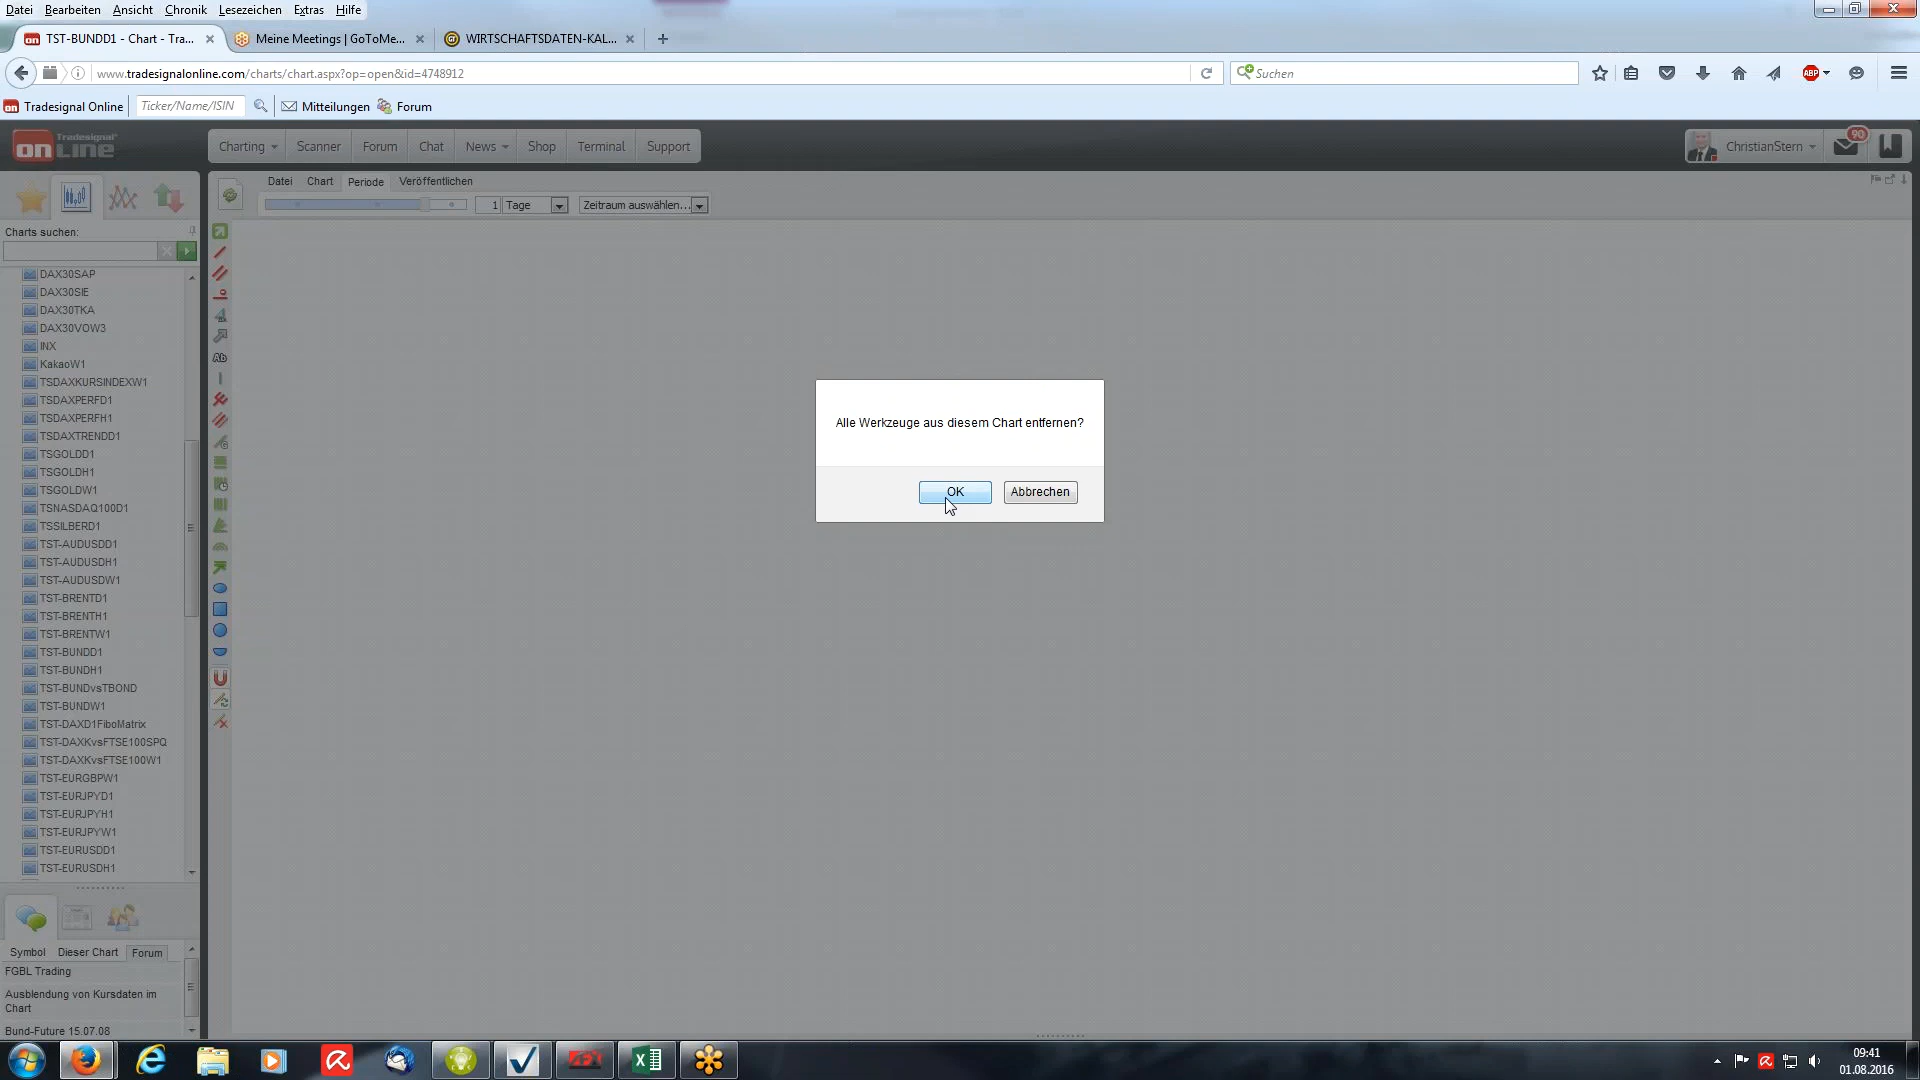 Datei Bearbeiten Ansicht Chronik Lesezeichen Extras Hilfe
TST-BUNDD1 - Chart - Tra...
Meine Meetings | GoToMe...
WIRTSCHAFTSDATEN-KAL...
www.tradesignalonline.com/charts/chart.aspx?op=open&id=4748912
Suchen
ABP
Tradesignal Online
Ticker/Name/ISIN
Mitteilungen
Forum
Tradesignal
on LINE
Charting Scanner Forum Chat News Shop Terminal Support
ChristianStern
90
Datei Chart Periode Veröffentlichen
1 Tage
Zeitraum auswählen...
Charts suchen:
DAX30SAP
DAX30SIE
DAX30TKA
DAX30VOW3
INX
KakaoW1
TSDAXKURSINDEXW1
TSDAXPERFD1
TSDAXPERFH1
TSDAXTRENDD1
TSGOLDD1
TSGOLDH1
TSGOLDW1
TSNASDAQ100D1
TSSILBERD1
TST-AUDUSDD1
TST-AUDUSDH1
TST-AUDUSDW1
TST-BRENTD1
TST-BRENTH1
TST-BRENTW1
TST-BUNDD1
TST-BUNDH1
TST-BUNDvsTBOND
TST-BUNDW1
TST-DAXD1FiboMatrix
TST-DAXKvsFTSE100SPQ
TST-DAXKvsFTSE100W1
TST-EURGBPW1
TST-EURJPYD1
TST-EURJPYH1
TST-EURJPYW1
TST-EURUSDD1
TST-EURUSDH1
Ab
Alle Werkzeuge aus diesem Chart entfernen?
OK Abbrechen
Symbol Dieser Chart Forum
FGBL Trading
Ausblendung von Kursdaten im
Chart
Bund-Future 15.07.08
09:41
01.08.2016